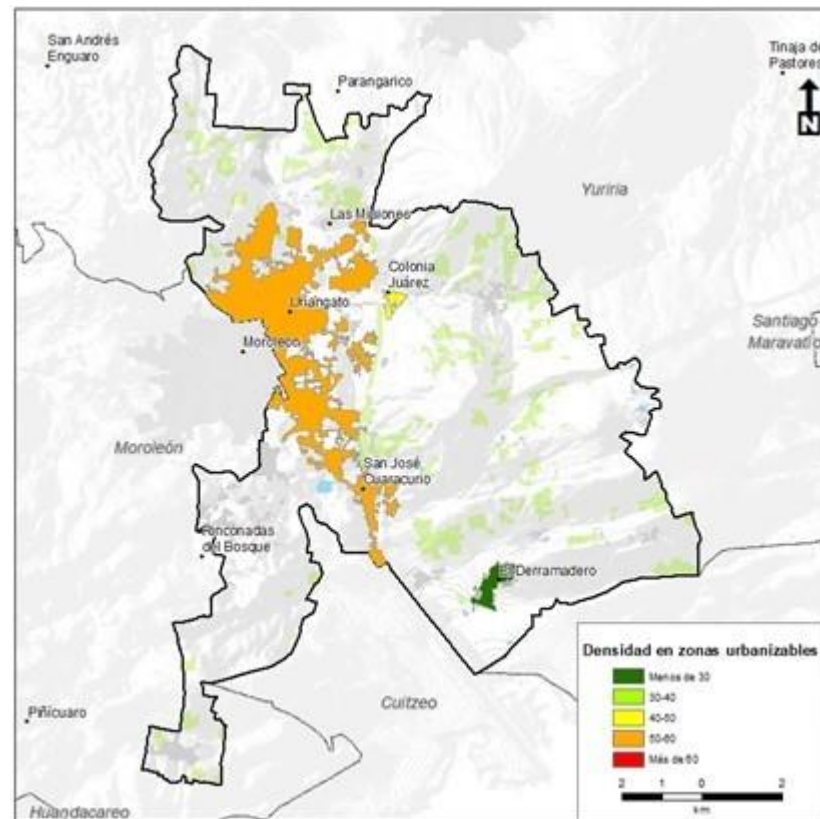 San Andrés
Enguaro
Parangarico
Tinaja de
Pastores
N
Yuriria
Las Misiones
Colonia
Juárez
Uriangato
Moroleón
Santiago
Maravatío
Moroleón
San José
Cuaracurio
Rinconadas
del Bosque
El Derramadero
Cuitzeo
Piñícuaro
Huandacareo
Densidad en zonas urbanizables
Menos de 30
30-40
40-50
50-60
Más de 60
2 1 0 2
km